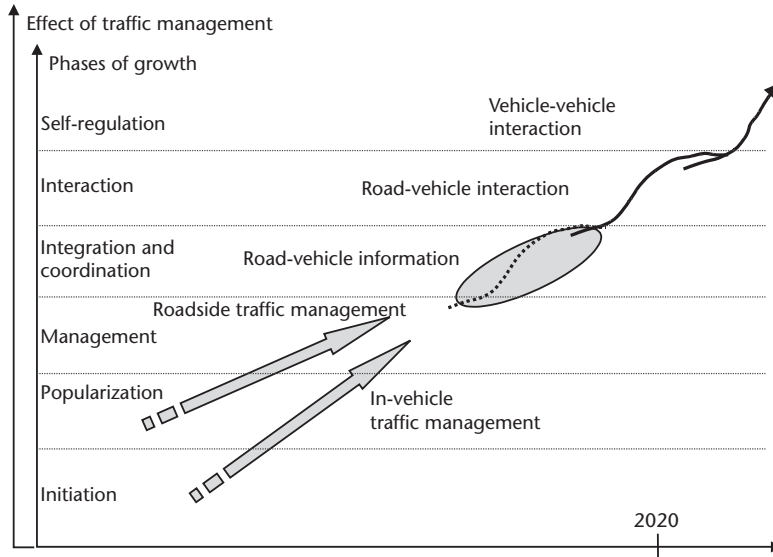 Effect of traffic management
Phases of growth
Self-regulation
Vehicle-vehicle
interaction
Interaction
Road-vehicle interaction
Integration and
coordination
Road-vehicle information
Roadside traffic management
Management
Popularization
In-vehicle
traffic management
Initiation
2020